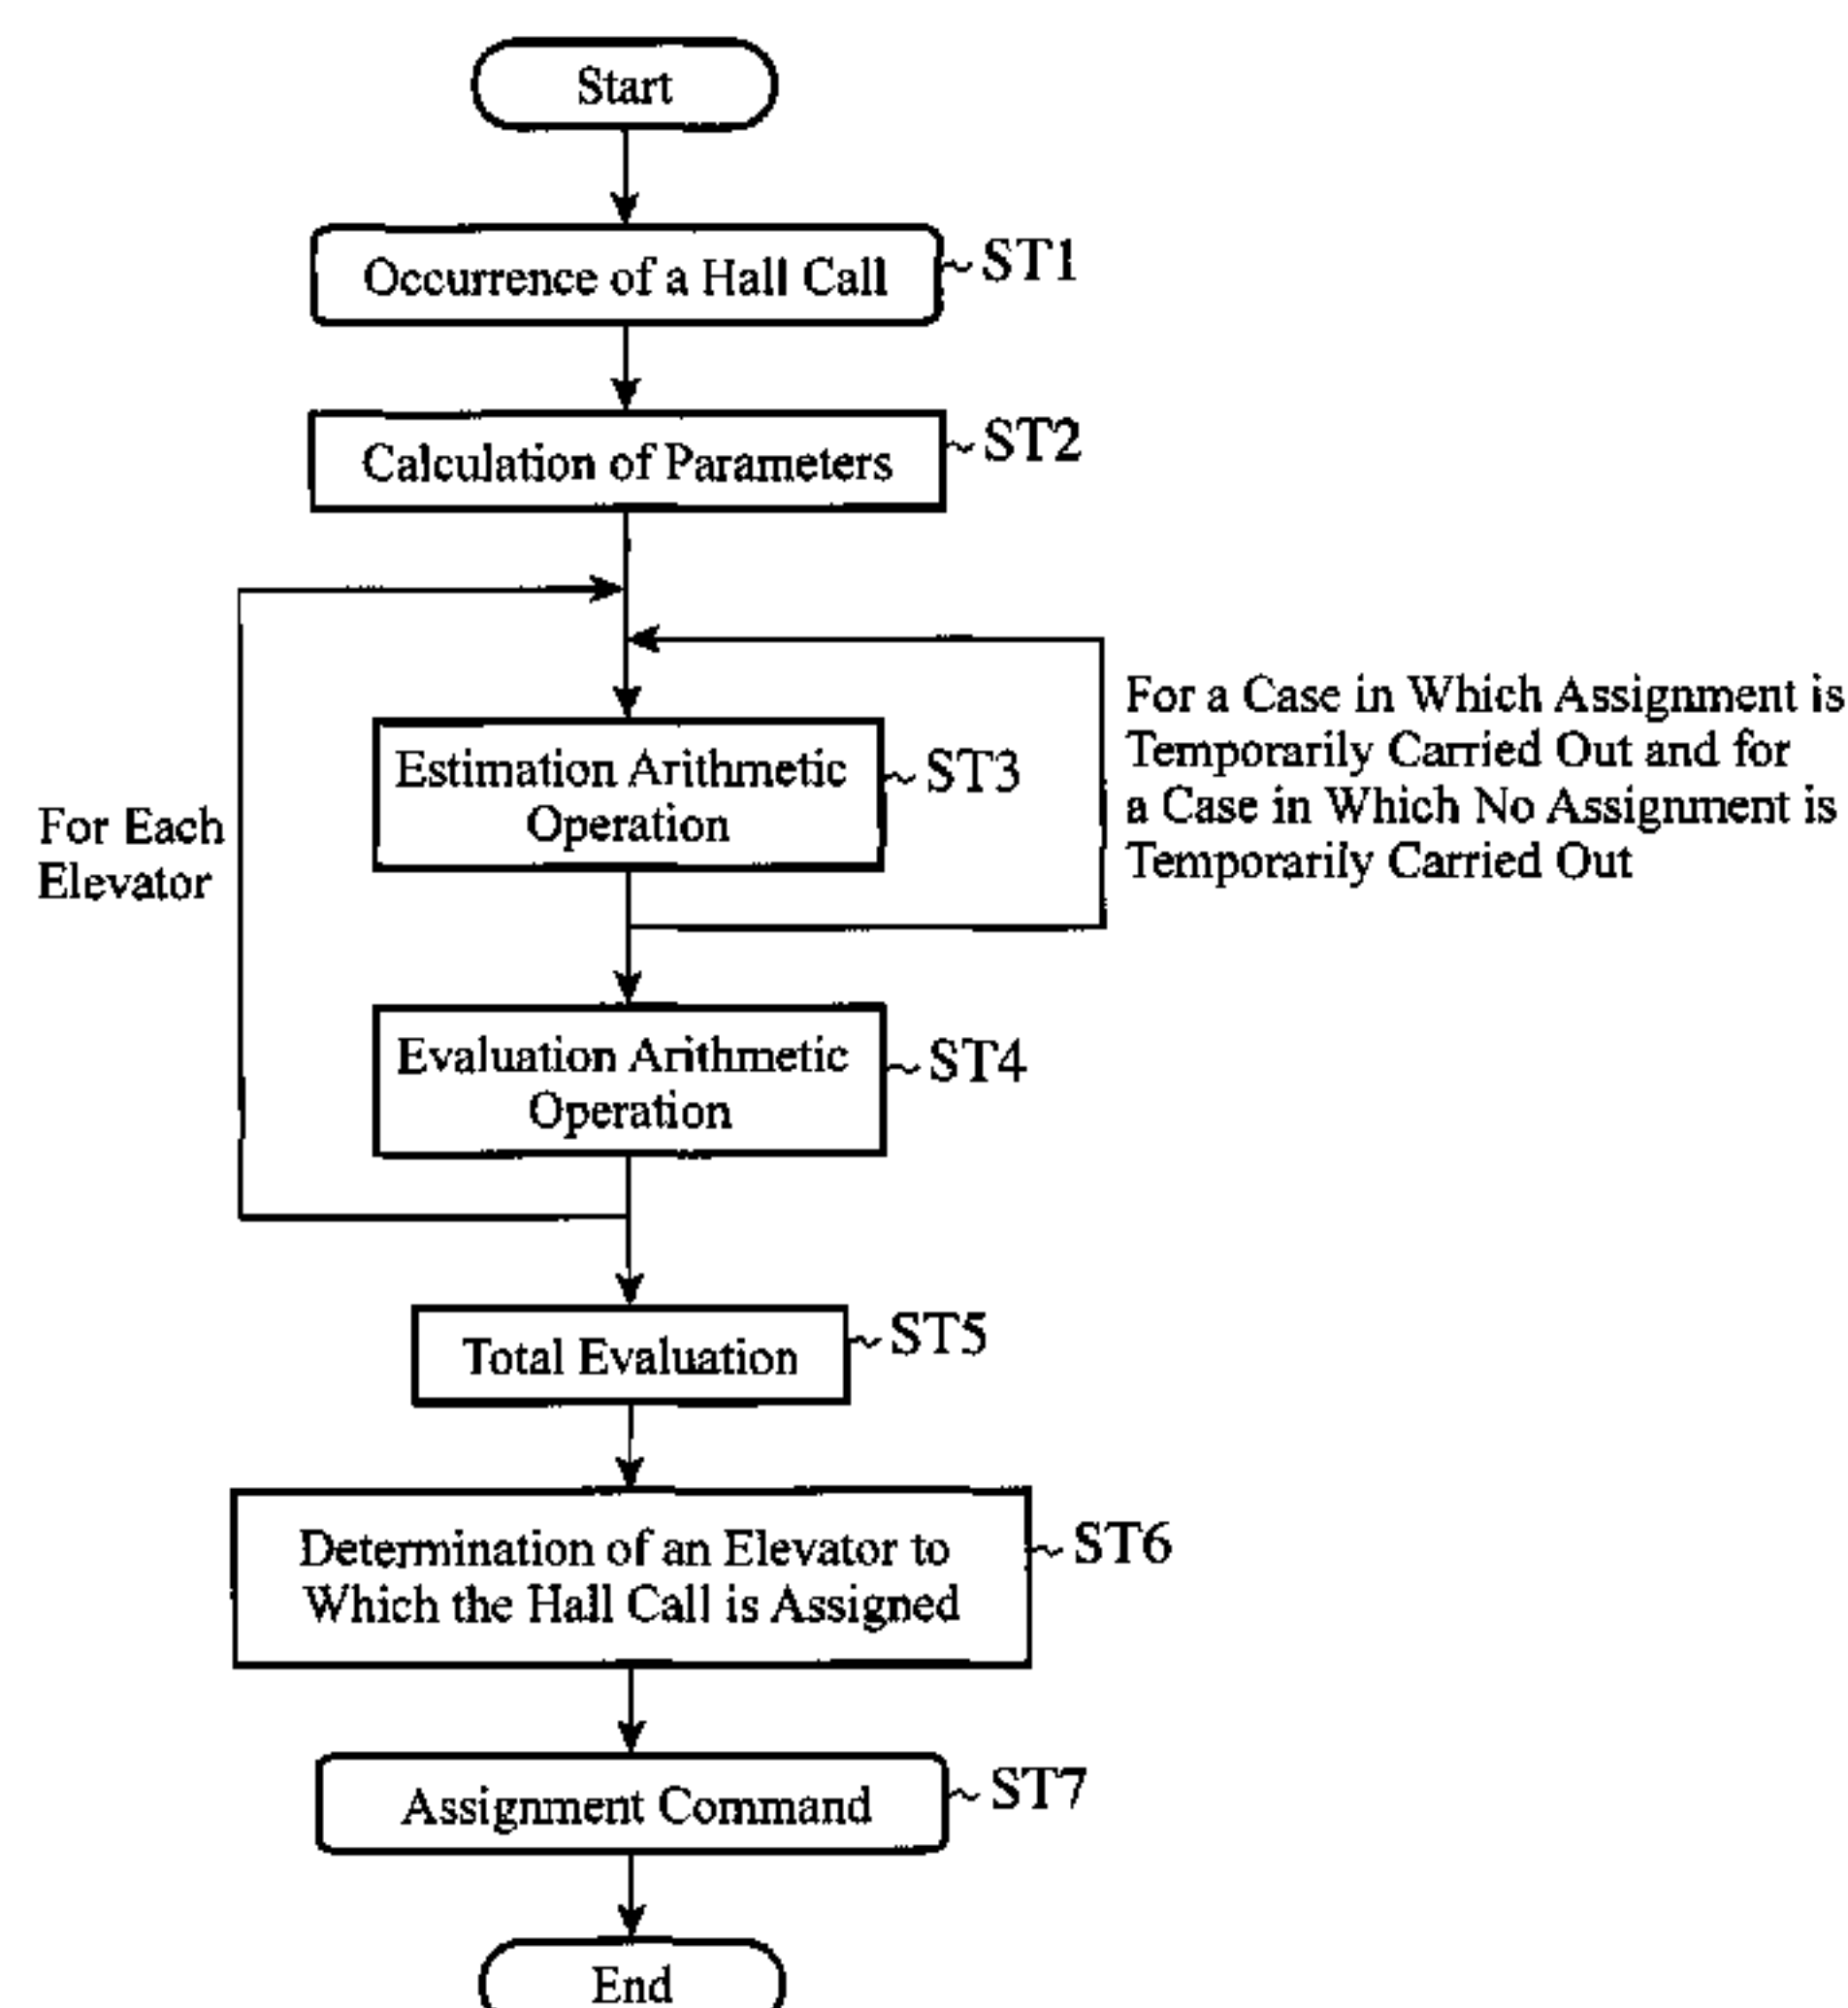 Start
Occurrence of a Hall Call
ST1
Calculation of Parameters
ST2
For a Case in Which Assignment is
Temporarily Carried Out and for
a Case in Which No Assignment is
Temporarily Carried Out
Estimation Arithmetic
Operation
ST3
For Each
Elevator
Evaluation Arithmetic
Operation
ST4
Total Evaluation
ST5
Determination of an Elevator to
Which the Hall Call is Assigned
ST6
Assignment Command
ST7
End